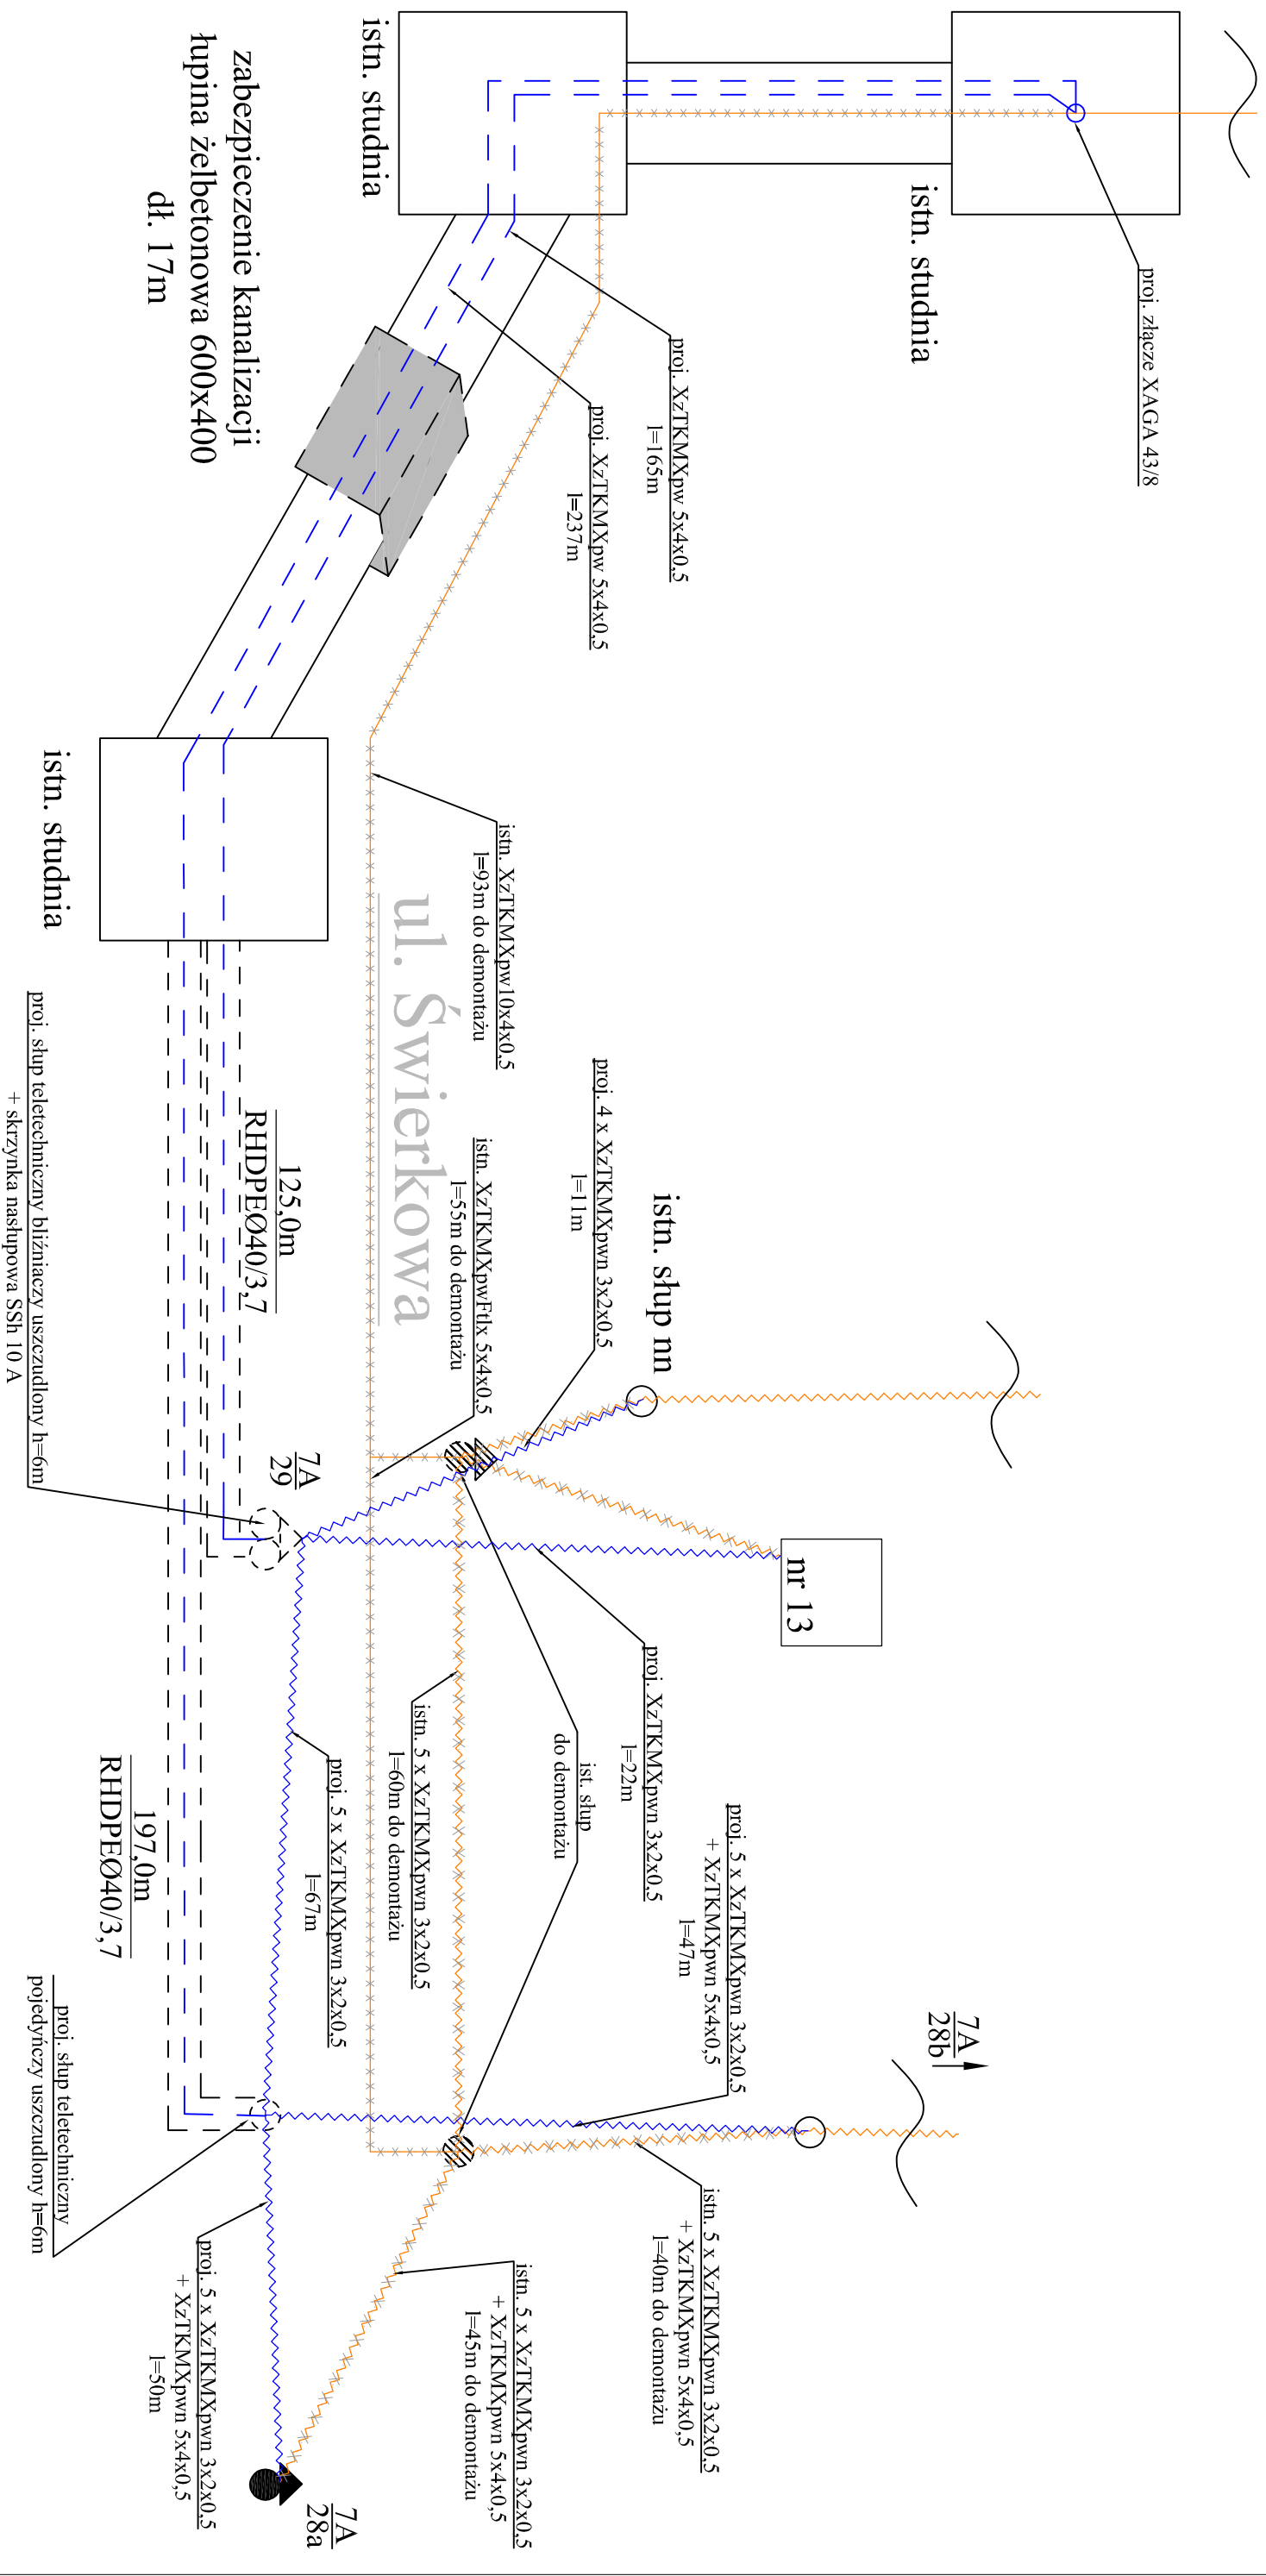 proj. złącze XAGA 43/8
istn. studnia
istn. studnia
proj. XzTKMXpw 5x4x0,5
l=165m
proj. XzTKMXpw 5x4x0,5
l=237m
zabezpieczenie kanalizacji
łupina żelbetonowa 600x400
dł. 17m
istn. studnia
istn. XzTKMXpw10x4x0,5
l=93m do demontażu
ul. Świerkowa
proj. 4 x XzTKMXpwn 3x2x0,5
l=11m
istn. XzTKMXpwFtlx 5x4x0,5
l=55m do demontażu
istn. słup nn
125,0m
RHDPEØ40/3,7
proj. słup teletechniczny bliźniaczy uszczudlony h=6m
+ skrzynka nasłupowa SSh 10 A
7A
29
nr 13
proj. XzTKMXpwn 3x2x0,5
l=22m
ist. słup
do demontażu
istn. 5 x XzTKMXpwn 3x2x0,5
l=60m do demontażu
proj. 5 x XzTKMXpwn 3x2x0,5
l=67m
197,0m
RHDPEØ40/3,7
proj. 5 x XzTKMXpwn 3x2x0,5
+ XzTKMXpwn 5x4x0,5
l=47m
7A
28b
proj. słup teletechniczny
pojedyńczy uszczudlony h=6m
istn. 5 x XzTKMXpwn 3x2x0,5
+ XzTKMXpwn 5x4x0,5
l=40m do demontażu
istn. 5 x XzTKMXpwn 3x2x0,5
+ XzTKMXpwn 5x4x0,5
l=45m do demontażu
proj. 5 x XzTKMXpwn 3x2x0,5
+ XzTKMXpwn 5x4x0,5
l=50m
7A
28a